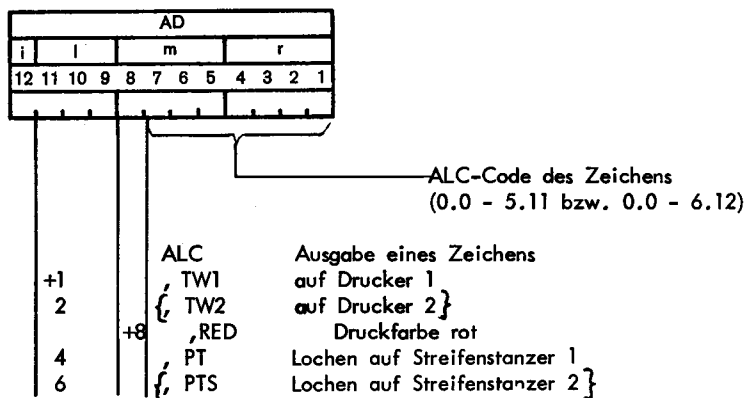 AD
i l m r
12 11 10 9 8 7 6 5 4 3 2 1
ALC-Code des Zeichens
(0.0 - 5.11 bzw. 0.0 - 6.12)
ALC Ausgabe eines Zeichens
+1 , TW1 auf Drucker 1
2 {, TW2 auf Drucker 2}
+8 ,RED Druckfarbe rot
4 , PT Lochen auf Streifenstanzer 1
6 {, PTS Lochen auf Streifenstanzer 2}